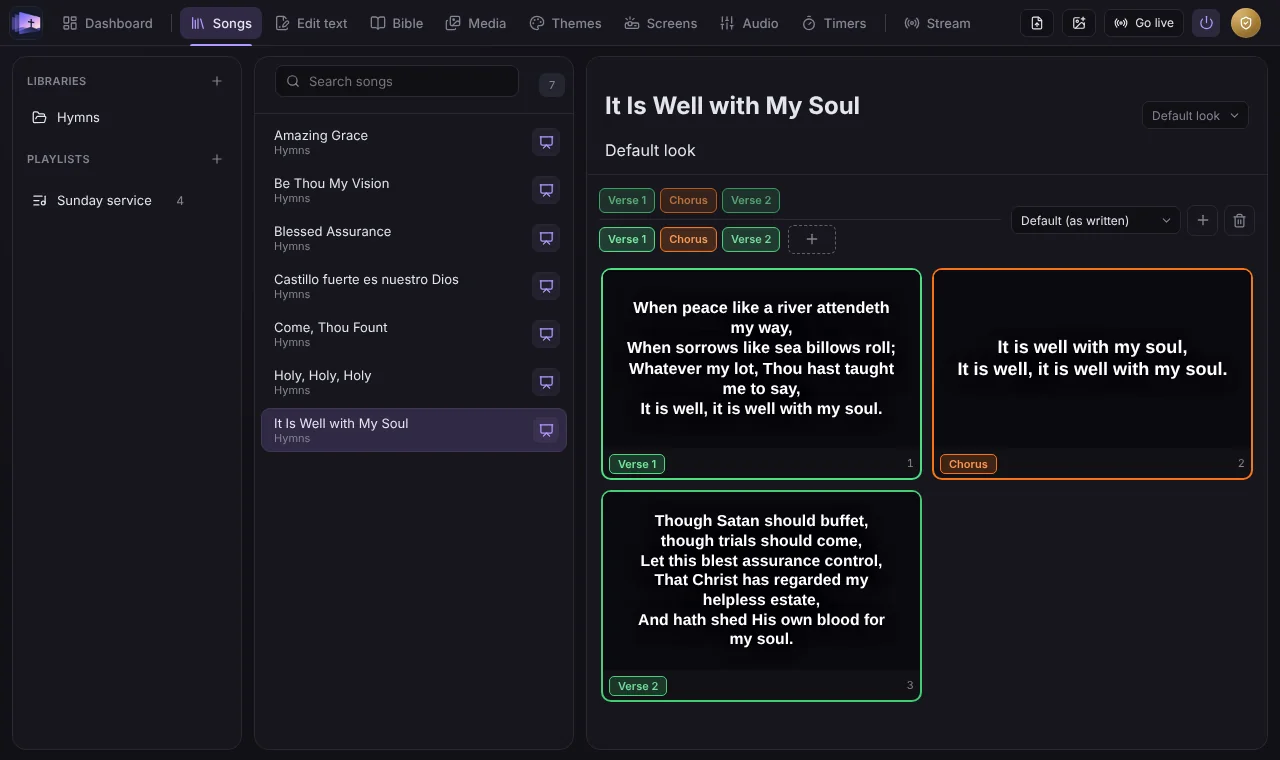 Dashboard
Songs
Edit text
Bible
Media
Themes
Screens
Audio
Timers
Stream
Go live
LIBRARIES
Hymns
PLAYLISTS
Sunday service 4
Search songs
7
Amazing Grace
Hymns
Be Thou My Vision
Hymns
Blessed Assurance
Hymns
Castillo fuerte es nuestro Dios
Hymns
Come, Thou Fount
Hymns
Holy, Holy, Holy
Hymns
It Is Well with My Soul
Hymns
It Is Well with My Soul
Default look
Default look
Verse 1 Chorus Verse 2
Default (as written)
Verse 1 Chorus Verse 2
When peace like a river attendeth
my way,
When sorrows like sea billows roll;
Whatever my lot, Thou hast taught
me to say,
It is well, it is well with my soul.
Verse 1 1
It is well with my soul,
It is well, it is well with my soul.
Chorus 2
Though Satan should buffet,
though trials should come,
Let this blest assurance control,
That Christ has regarded my
helpless estate,
And hath shed His own blood for
my soul.
Verse 2 3